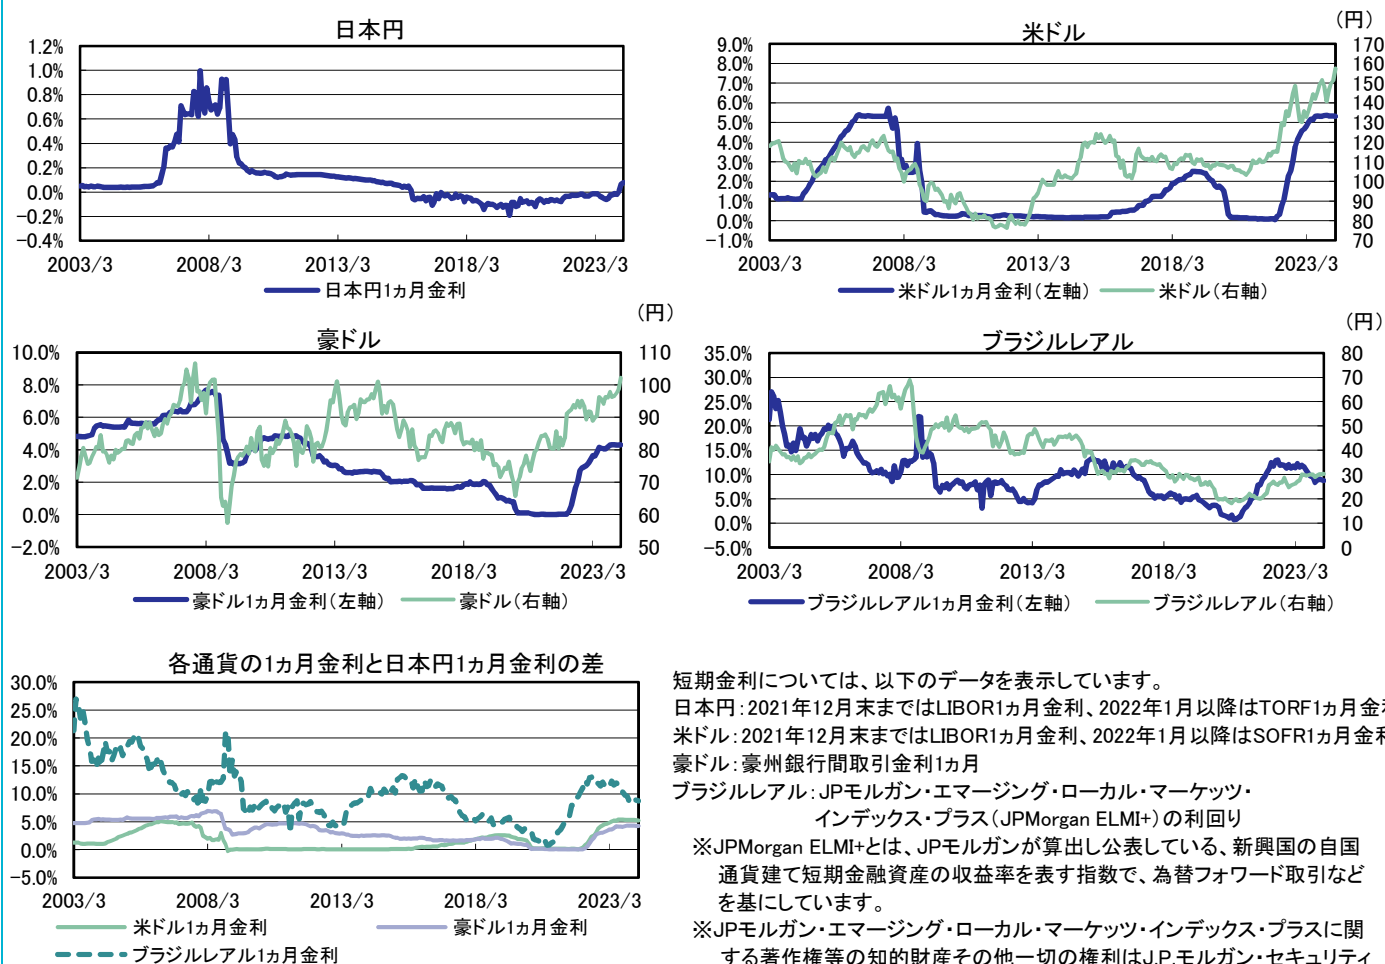 日本円
1.2%
1.0%
0.8%
0.6%
0.4%
0.2%
0.0%
-0.2%
-0.4%
2003/3 2008/3 2013/3 2018/3 2023/3
日本円1ヵ月金利
米ドル
(円)
9.0% 170
8.0% 160
7.0% 150
6.0% 140
5.0% 130
4.0% 120
3.0% 110
2.0% 100
1.0% 90
0.0% 80
-1.0% 70
2003/3 2008/3 2013/3 2018/3 2023/3
米ドル1ヵ月金利(左軸) 米ドル(右軸)
豪ドル
(円)
10.0% 110
8.0% 100
6.0% 90
4.0% 80
2.0% 70
0.0% 60
-2.0% 50
2003/3 2008/3 2013/3 2018/3 2023/3
豪ドル1ヵ月金利(左軸) 豪ドル(右軸)
ブラジルレアル
(円)
35.0% 80
30.0% 70
25.0% 60
20.0% 50
15.0% 40
10.0% 30
5.0% 20
0.0% 10
-5.0% 0
2003/3 2008/3 2013/3 2018/3 2023/3
ブラジルレアル1ヵ月金利(左軸) ブラジルレアル(右軸)
各通貨の1ヵ月金利と日本円1ヵ月金利の差
30.0%
25.0%
20.0%
15.0%
10.0%
5.0%
0.0%
-5.0%
2003/3 2008/3 2013/3 2018/3 2023/3
米ドル1ヵ月金利 豪ドル1ヵ月金利
ブラジルレアル1ヵ月金利
短期金利については、以下のデータを表示しています。
日本円:2021年12月末まではLIBOR1ヵ月金利、2022年1月以降はTORF1ヵ月金利
米ドル:2021年12月末まではLIBOR1ヵ月金利、2022年1月以降はSOFR1ヵ月金利
豪ドル:豪州銀行間取引金利1ヵ月
ブラジルレアル:JPモルガン・エマージング・ローカル・マーケッツ・
インデックス・プラス(JPMorgan ELMI+)の利回り
※JPMorgan ELMI+とは、JPモルガンが算出し公表している、新興国の自国
通貨建て短期金融資産の収益率を表す指数で、為替フォワード取引など
を基にしています。
※JPモルガン・エマージング・ローカル・マーケッツ・インデックス・プラスに関
する著作権等の知的財産その他一切の権利はJ.P.モルガン・セキュリティ